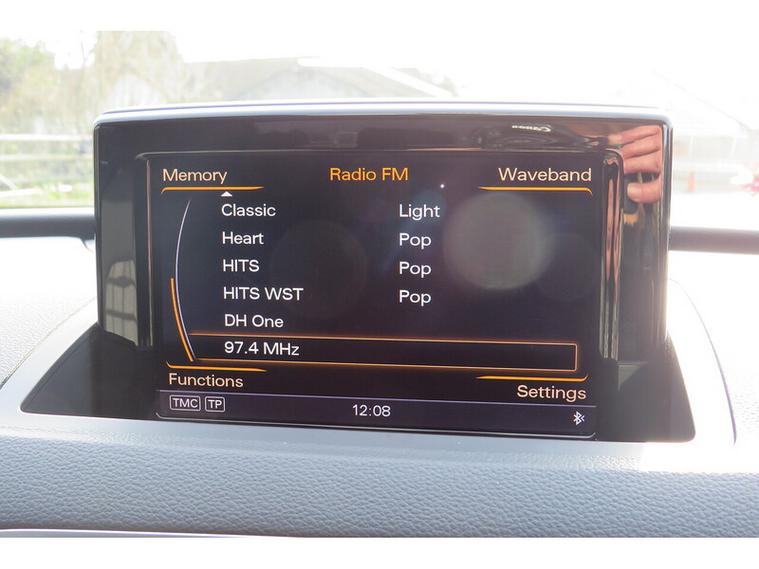 Canon
Memory Radio FM Waveband
Classic Light
Heart Pop
HITS Pop
HITS WST Pop
DH One
97.4 MHz
Functions Settings
TMC TP 12:08